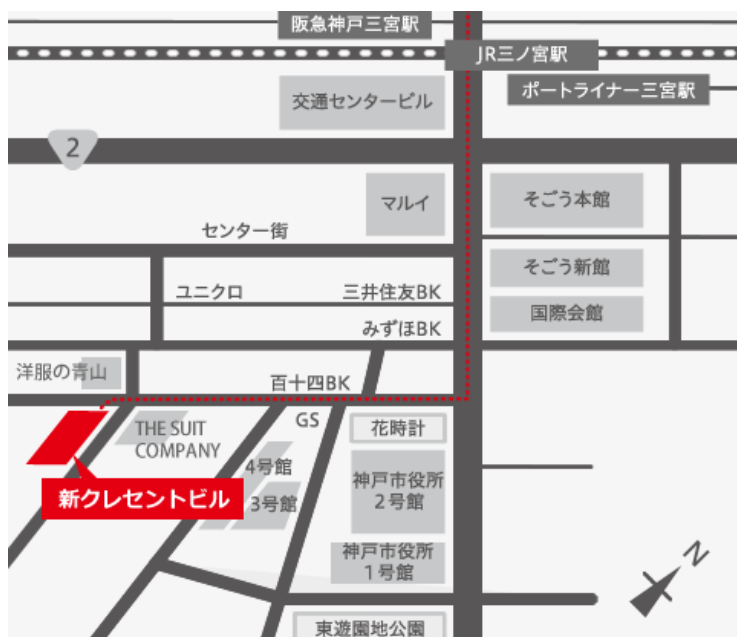 阪急神戸三宮駅
JR三ノ宮駅
ポートライナー三宮駅
交通センタービル
2
マルイ
そごう本館
センター街
そごう新館
ユニクロ
三井住友BK
国際会館
みずほBK
洋服の青山
百十四BK
THE SUIT
COMPANY
GS
花時計
4号館
神戸市役所
2号館
新クレセントビル
3号館
神戸市役所
1号館
N
東遊園地公園